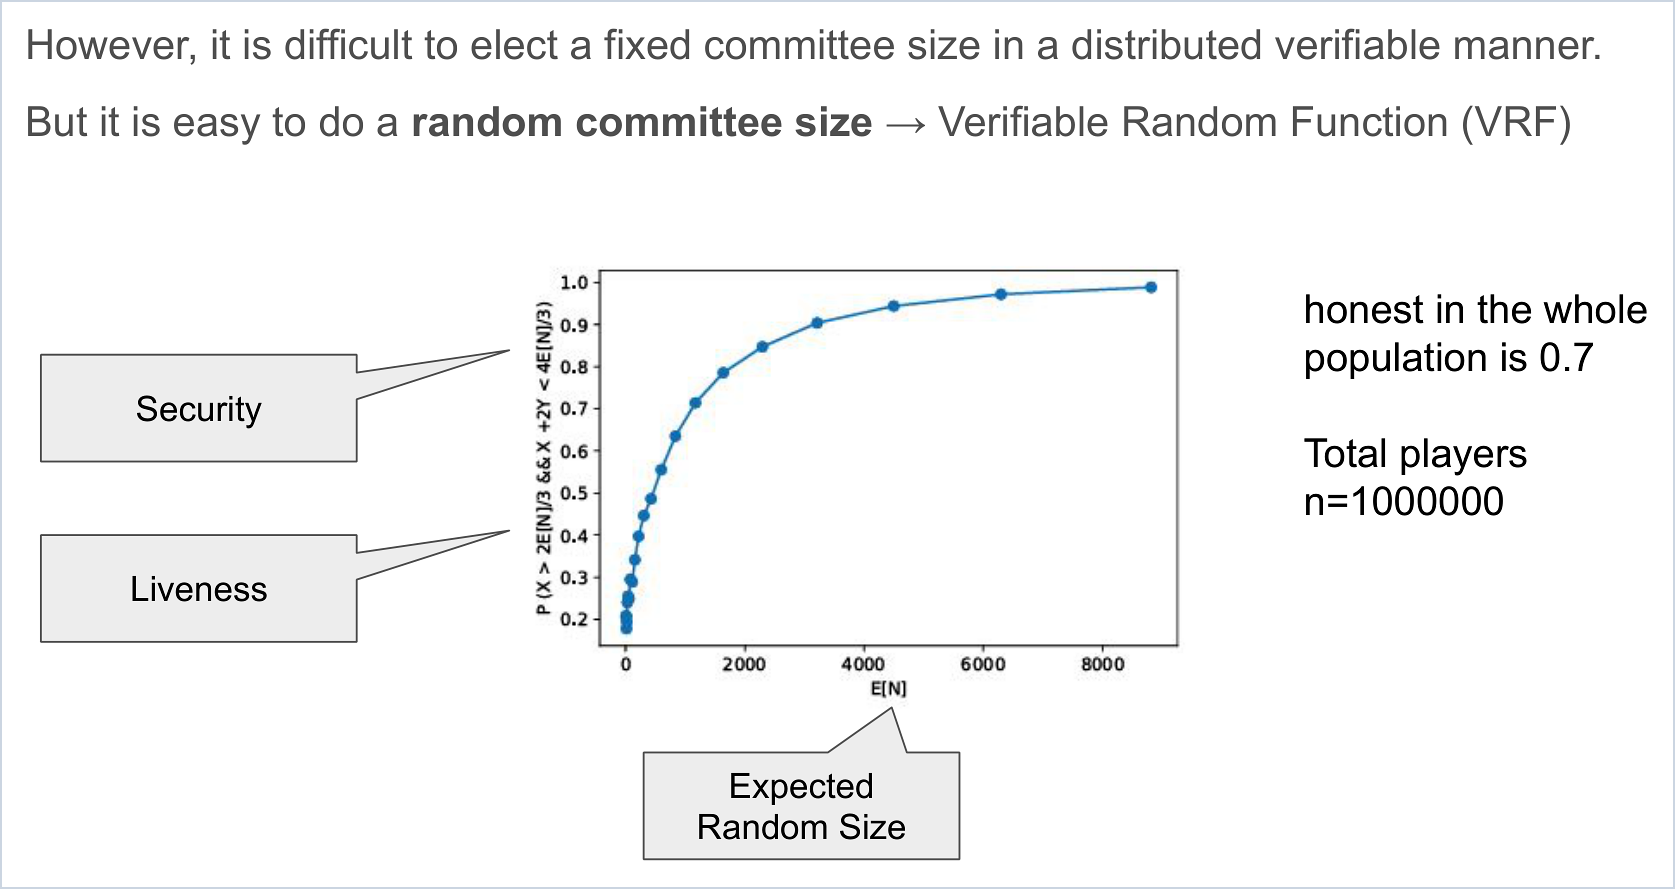 However, it is difficult to elect a fixed committee size in a distributed verifiable manner.
But it is easy to do a random committee size → Verifiable Random Function (VRF)
Security
Liveness
P (X > 2E[N]/3 && X +2Y < 4E[N]/3)
1.0
0.9
0.8
0.7
0.6
0.5
0.4
0.3
0.2
0 2000 4000 6000 8000
E[N]
Expected
Random Size
honest in the whole
population is 0.7
Total players
n=1000000